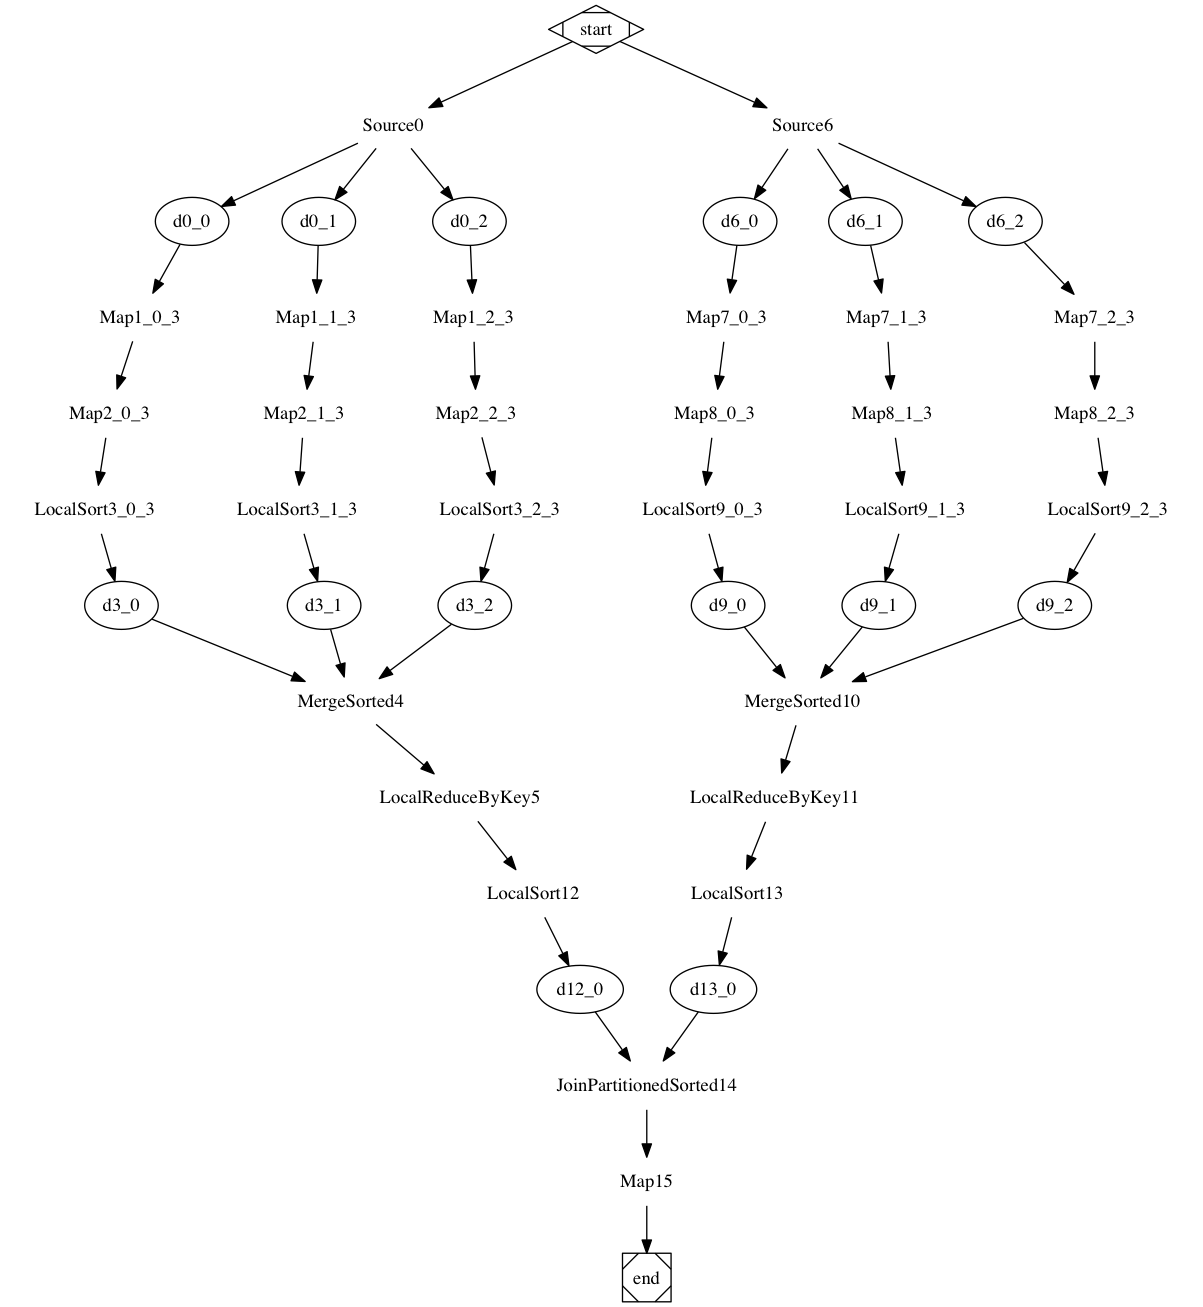 start
Source0
Source6
d0_0
d0_1
d0_2
d6_0
d6_1
d6_2
Map1_0_3
Map1_1_3
Map1_2_3
Map7_0_3
Map7_1_3
Map7_2_3
Map2_0_3
Map2_1_3
Map2_2_3
Map8_0_3
Map8_1_3
Map8_2_3
LocalSort3_0_3
LocalSort3_1_3
LocalSort3_2_3
LocalSort9_0_3
LocalSort9_1_3
LocalSort9_2_3
d3_0
d3_1
d3_2
d9_0
d9_1
d9_2
MergeSorted4
MergeSorted10
LocalReduceByKey5
LocalReduceByKey11
LocalSort12
LocalSort13
d12_0
d13_0
JoinPartitionedSorted14
Map15
end